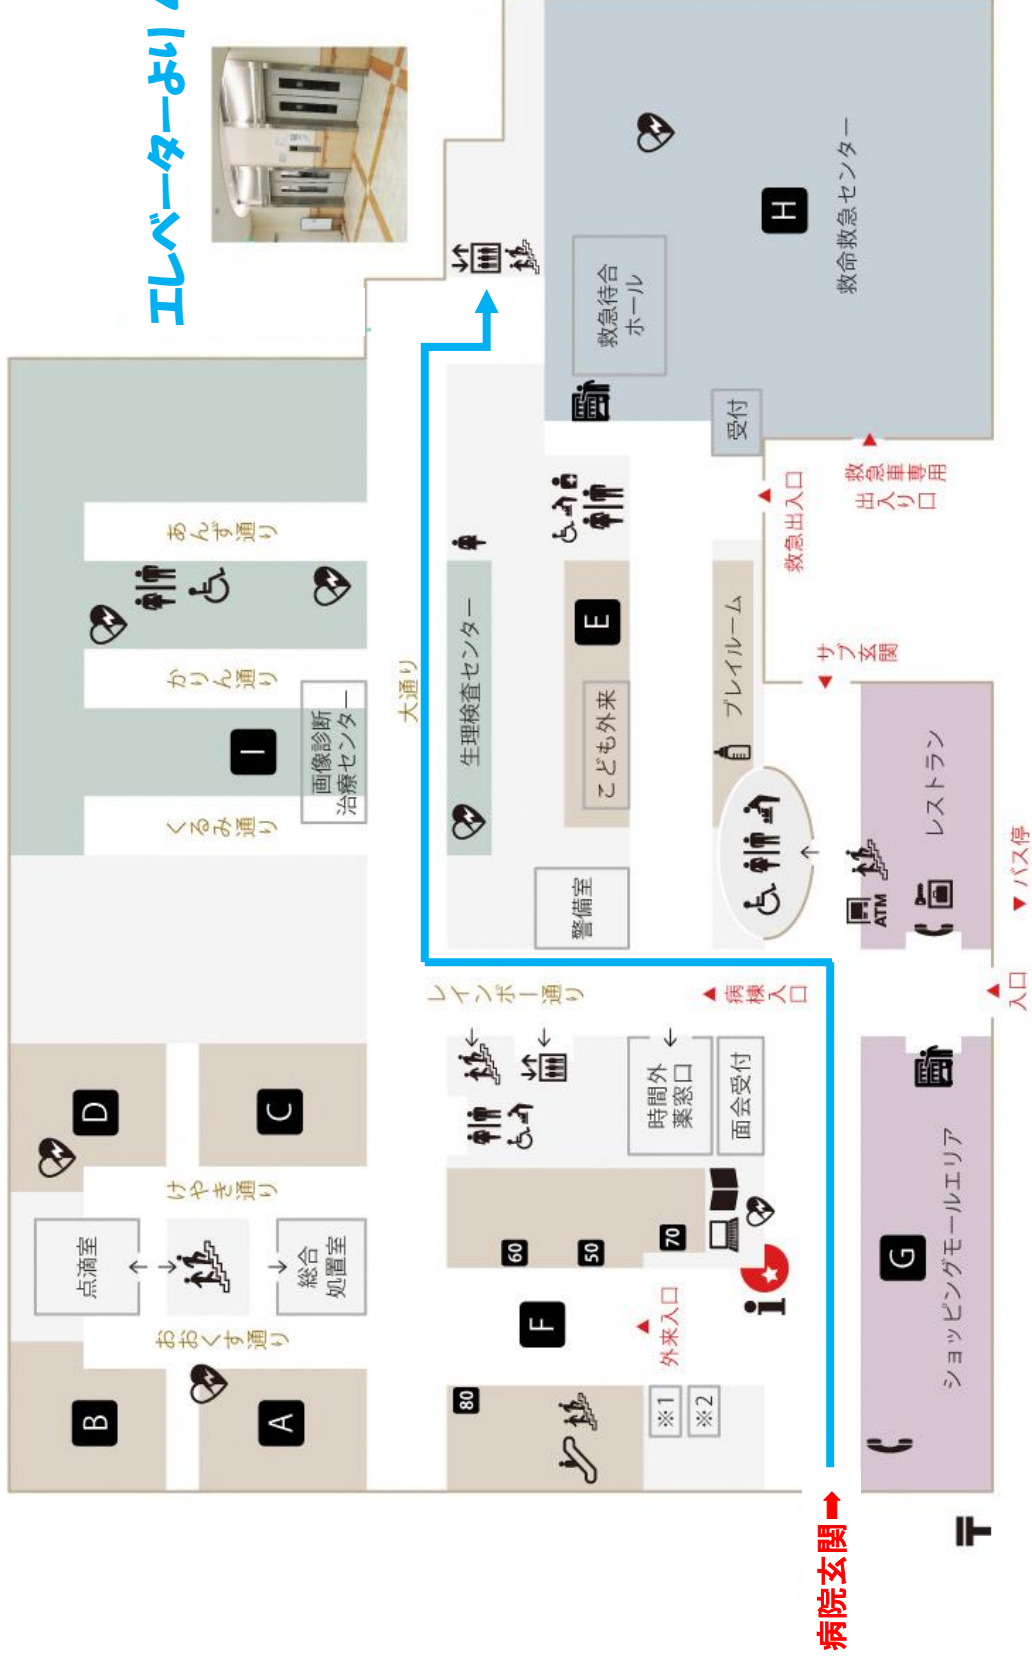 エレベーターより
B
D
点滴室
A
C
おおくす通り
けやき通り
総合
処置室
くるみ通り
かりん通り
あんず通り
I
画像診断
治療センター
大通り
レインボー通り
生理検査センター
80
60
50
70
F
外来入口
※1
※2
時間外
薬窓口
面会受付
病棟入口
警備室
こども外来
E
プレイルーム
救急待合
ホール
受付
救急出入口
救急車専用
出入り口
H
救命救急センター
サブ玄関
病院玄関➡
G
ショッピングモールエリア
ATM
レストラン
入口
バス停